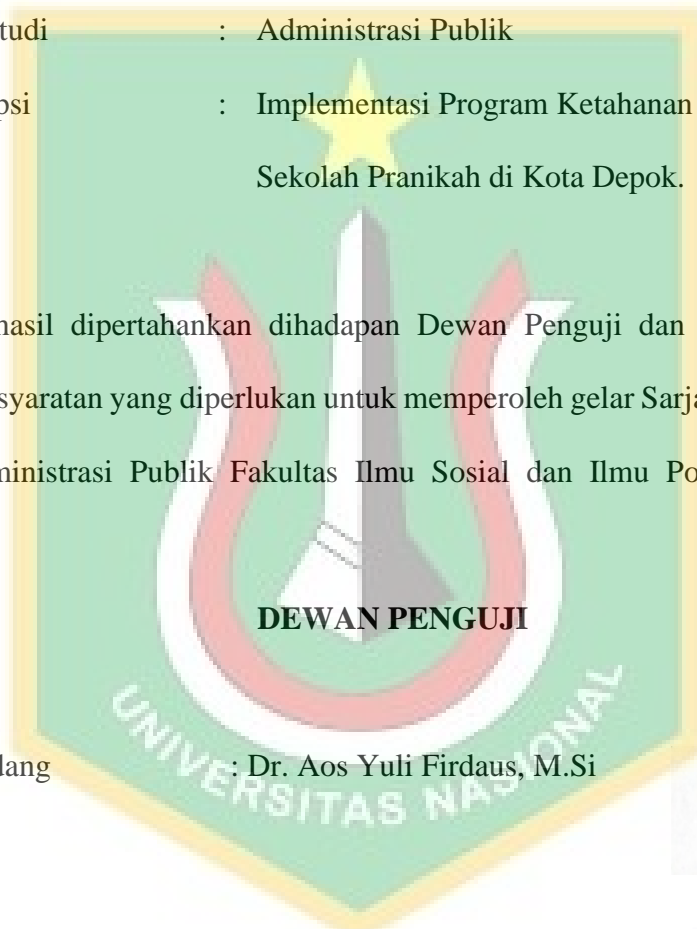 tudi : Administrasi Publik
psi : Implementasi Program Ketahanan
Sekolah Pranikah di Kota Depok.
hasil dipertahankan dihadapan Dewan Penguji dan
syaratan yang diperlukan untuk memperoleh gelar Sarja
ministrasi Publik Fakultas Ilmu Sosial dan Ilmu Po
DEWAN PENGUJI
dang : Dr. Aos Yuli Firdaus, M.Si
UNIVERSITAS NASIONAL